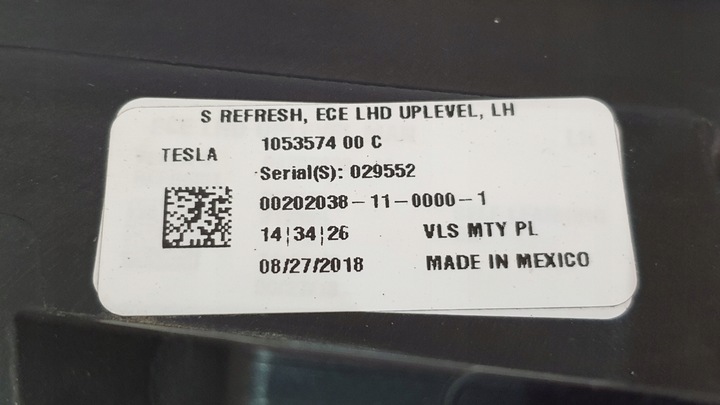 S REFRESH, ECE LHD UPLEVEL, LH
TESLA
1053574 00 C
Serial(S): 029552
00202038-11-0000-1
14¦34¦26 VLS MTY PL
08/27/2018 MADE IN MEXICO